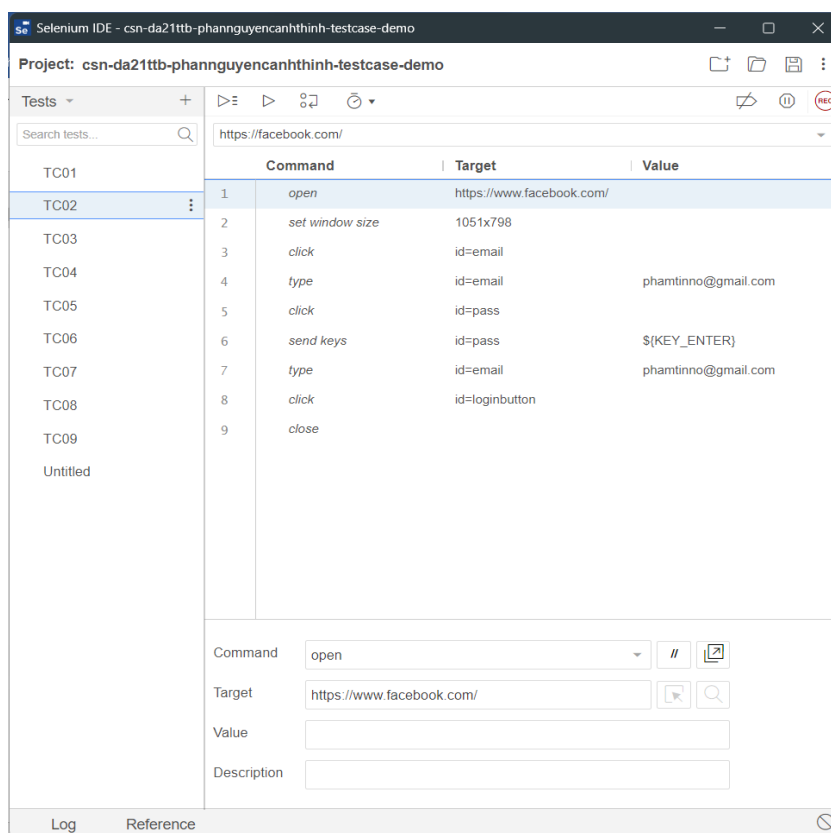 Se Selenium IDE - csn-da21ttb-phannguyencanhthinh-testcase-demo
Project: csn-da21ttb-phannguyencanhthinh-testcase-demo
Tests
REC
Search tests...
https://facebook.com/
TC01
TC02
TC03
TC04
TC05
TC06
TC07
TC08
TC09
Untitled
Command Target Value
1 open https://www.facebook.com/
2 set window size 1051x798
3 click id=email
4 type id=email phamtinno@gmail.com
5 click id=pass
6 send keys id=pass ${KEY_ENTER}
7 type id=email phamtinno@gmail.com
8 click id=loginbutton
9 close
Command open //
Target https://www.facebook.com/
Value
Description
Log Reference